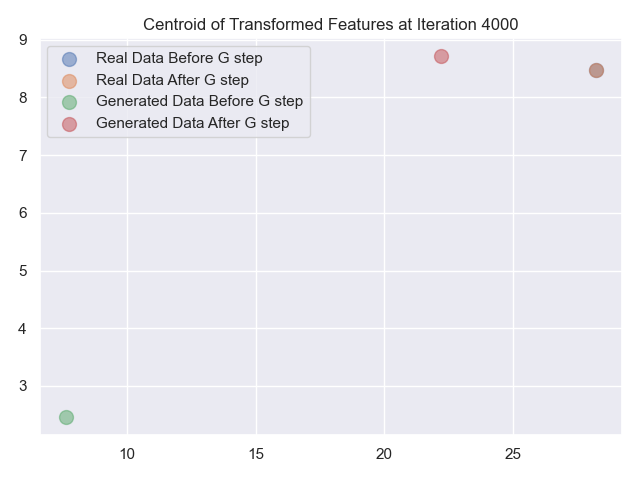 Centroid of Transformed Features at Iteration 4000
Real Data Before G step
Real Data After G step
Generated Data Before G step
Generated Data After G step
9
8
7
6
5
4
3
10 15 20 25